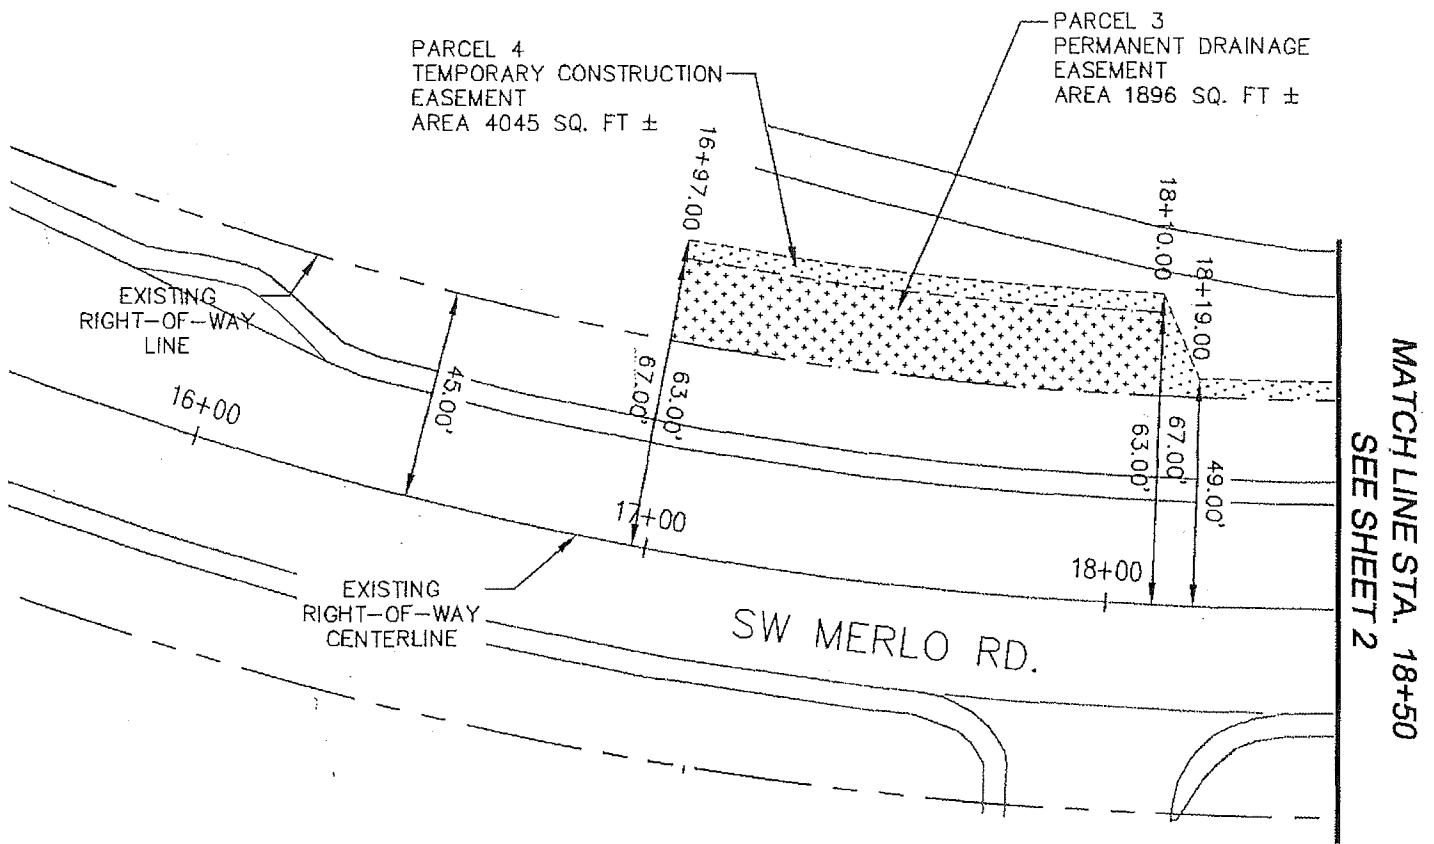 PARCEL 4
TEMPORARY CONSTRUCTION
EASEMENT
AREA 4045 SQ. FT ±
PARCEL 3
PERMANENT DRAINAGE
EASEMENT
AREA 1896 SQ. FT ±
16+97.00
18+10.00
18+19.00
EXISTING
RIGHT-OF-WAY
LINE
45.00'
67.00'
63.00'
63.00'
67.00'
49.00'
16+00
17+00
18+00
EXISTING
RIGHT-OF-WAY
CENTERLINE
SW MERLO RD.
MATCH LINE STA. 18+50
SEE SHEET 2